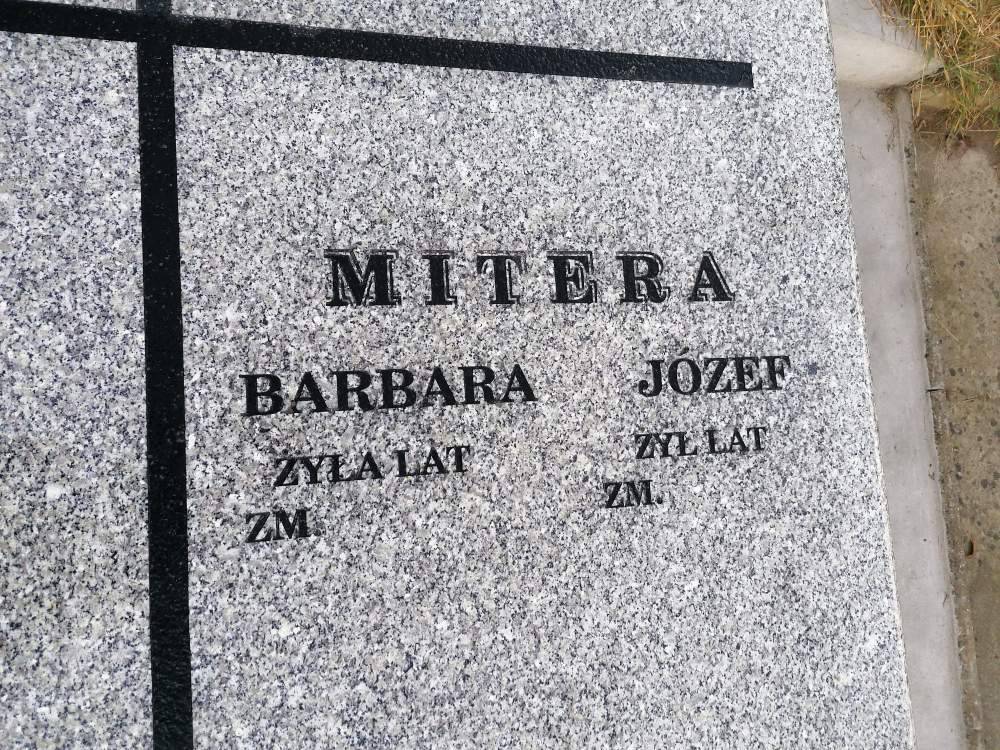 MITERA
BARBARA JÓZEF
ŻYŁA LAT ŻYŁ LAT
ZM. ZM.